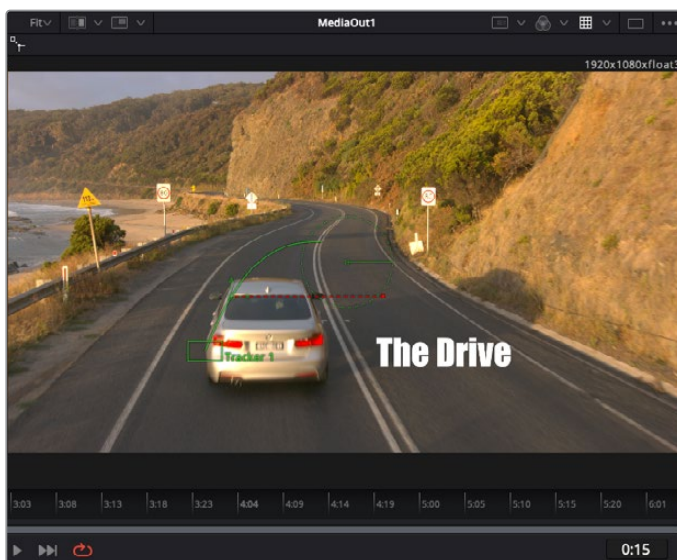 Fit
MediaOut1
1920x1080xfloat3
The Drive
Tracker 1
3:03 3:08 3:13 3:18 3:23 4:04 4:09 4:14 4:19 5:00 5:05 5:10 5:15 5:20 6:01
0:15